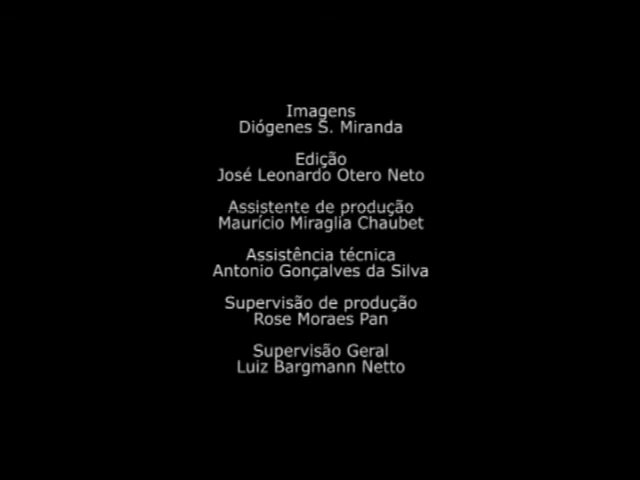 Imagens
Diógenes S. Miranda
Edição
José Leonardo Otero Neto
Assistente de produção
Maurício Miraglia Chaubet
Assistência técnica
Antonio Gonçalves da Silva
Supervisão de produção
Rose Moraes Pan
Supervisão Geral
Luiz Bargmann Netto